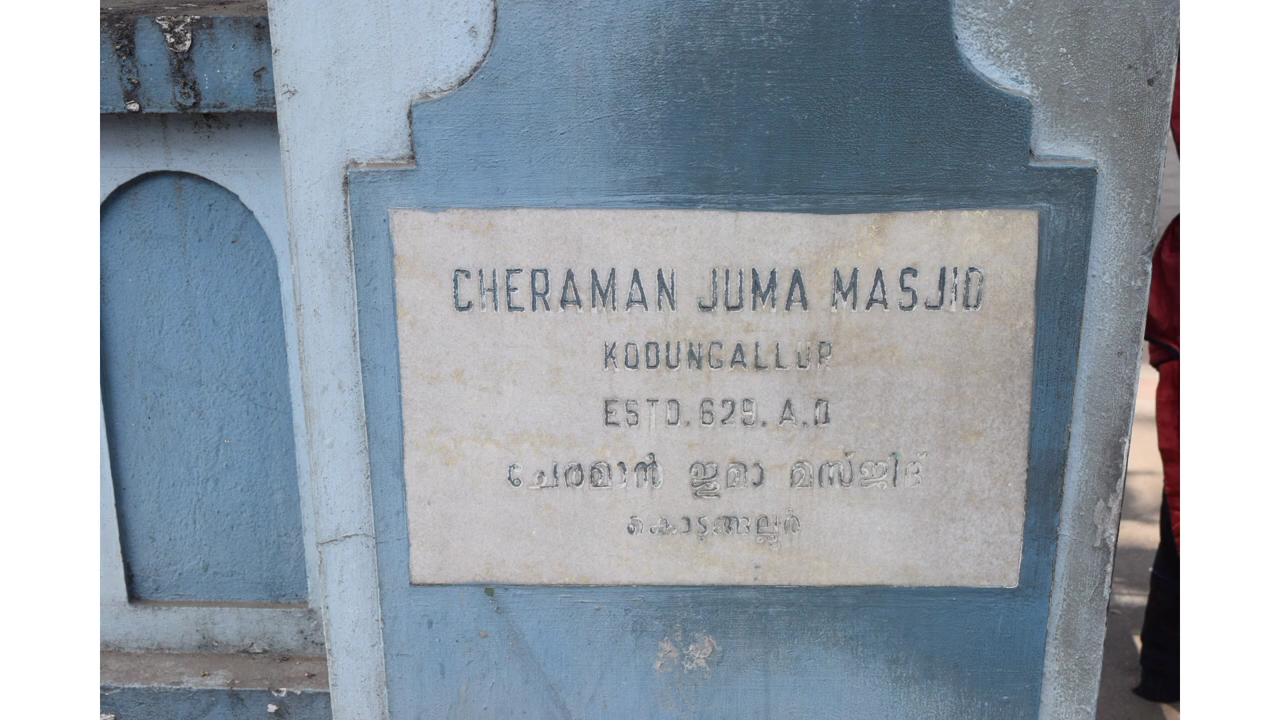 CHERAMAN JUMA MASJID
KODUNGALLUR
ESTD. 629. A.D
ചേരമാൻ ജുമാ മസ്ജിദ്
കൊടുങ്ങല്ലൂർ